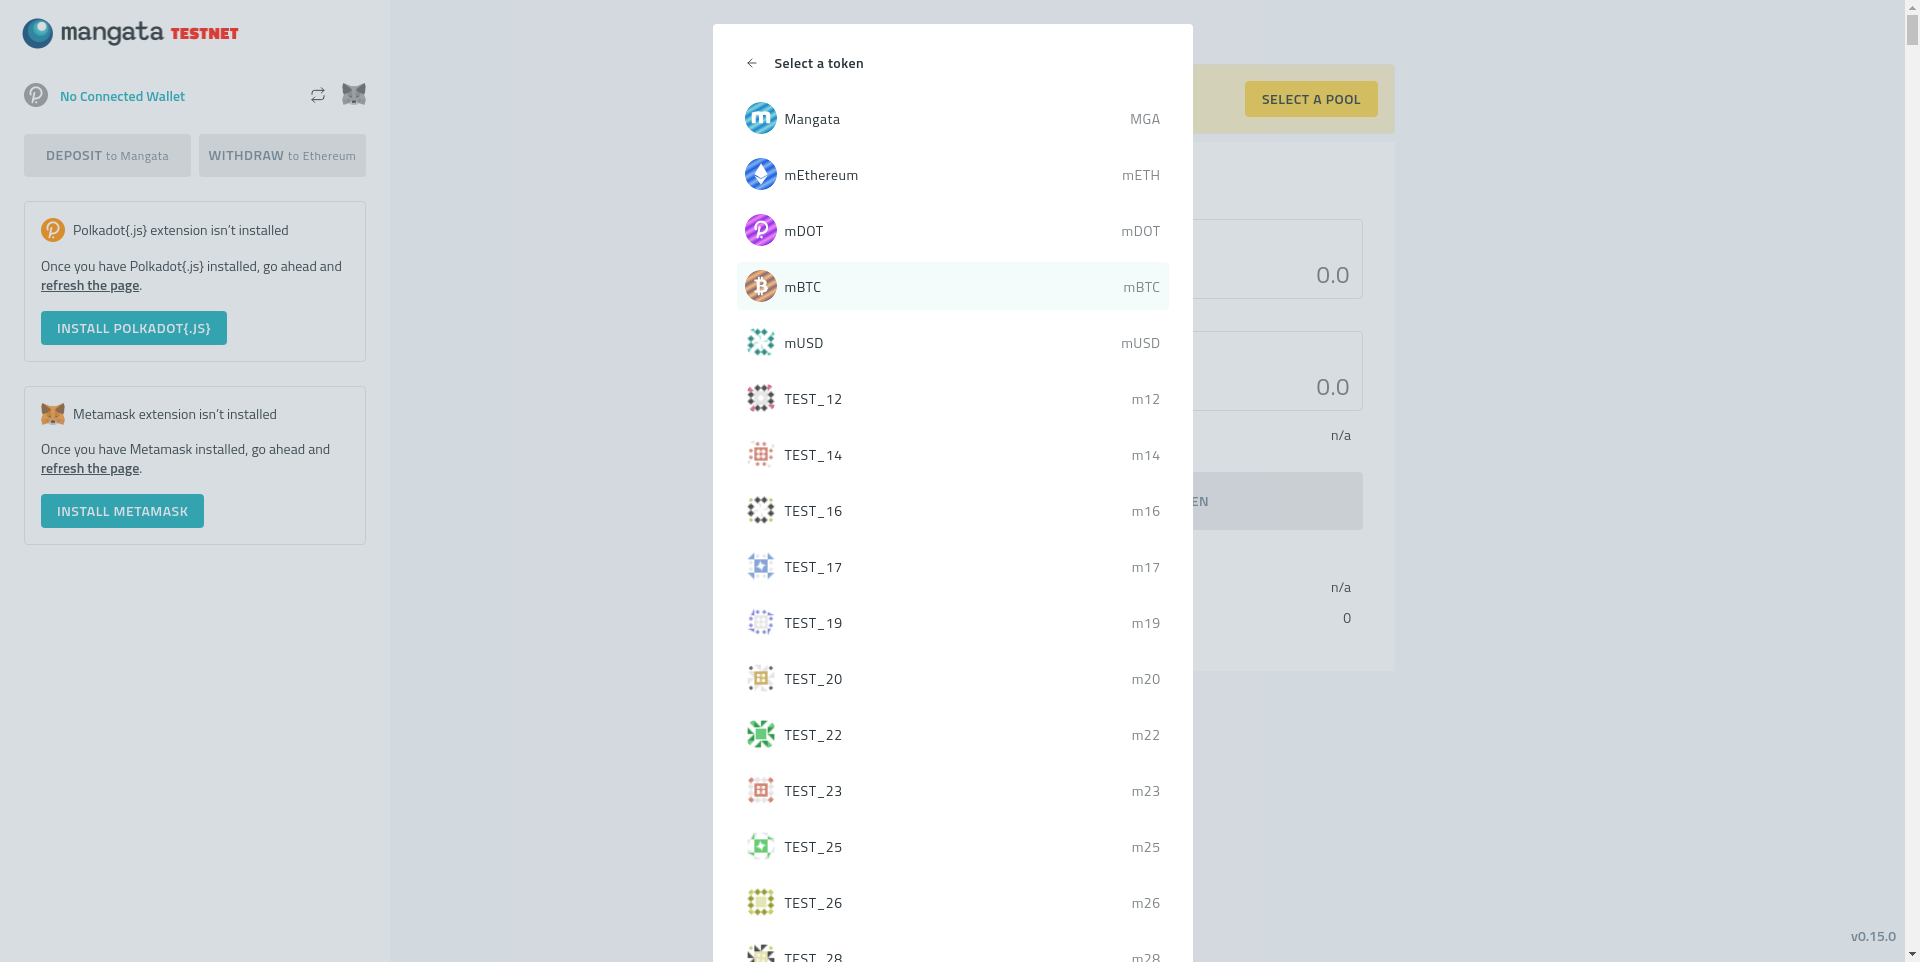 mangata TESTNET
No Connected Wallet
DEPOSIT to Mangata
WITHDRAW to Ethereum
Polkadot{.js} extension isn’t installed
Once you have Polkadot{.js} installed, go ahead and
refresh the page.
INSTALL POLKADOT{.JS}
Metamask extension isn’t installed
Once you have Metamask installed, go ahead and
refresh the page.
INSTALL METAMASK
Select a token
Mangata MGA
mEthereum mETH
mDOT mDOT
mBTC mBTC
mUSD mUSD
TEST_12 m12
TEST_14 m14
TEST_16 m16
TEST_17 m17
TEST_19 m19
TEST_20 m20
TEST_22 m22
TEST_23 m23
TEST_25 m25
TEST_26 m26
TEST_28 m28
SELECT A POOL
0.0
0.0
n/a
EN
n/a
0
v0.15.0